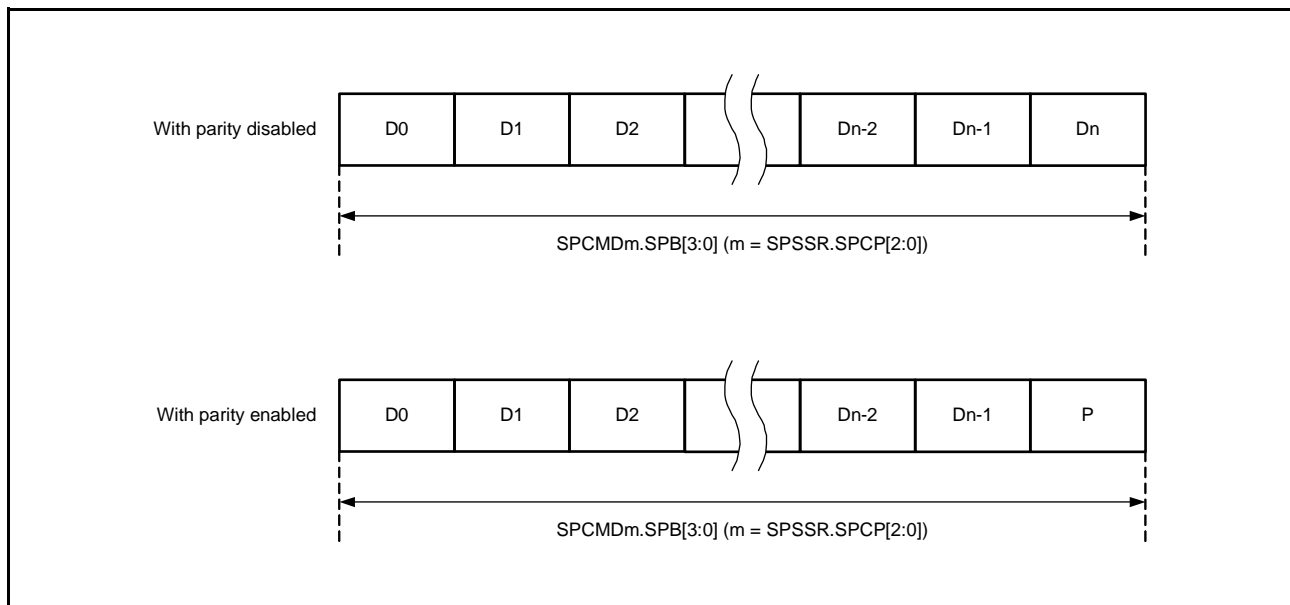 With parity disabled D0 D1 D2 Dn-2 Dn-1 Dn
SPCMDm.SPB[3:0] (m = SPSSR.SPCP[2:0])
With parity enabled D0 D1 D2 Dn-2 Dn-1 P
SPCMDm.SPB[3:0] (m = SPSSR.SPCP[2:0])